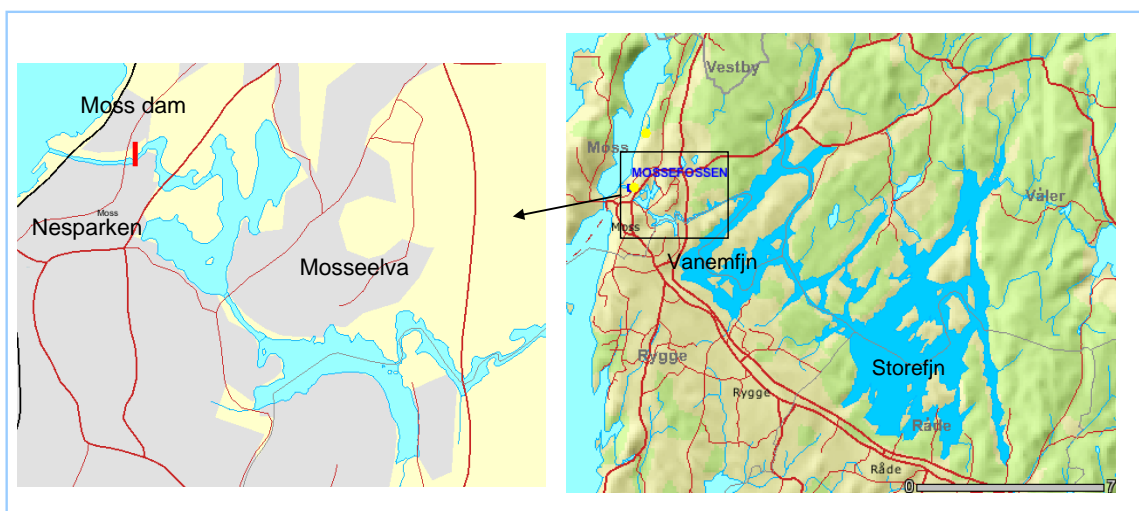 Moss dam
Moss
Nesparken
Mosseelva
Vestby
Moss
MOSSEFOSSEN
Våler
Moss
Vanemfjn
Rygge
Storefjn
Rygge
Råde
Råde
0 7